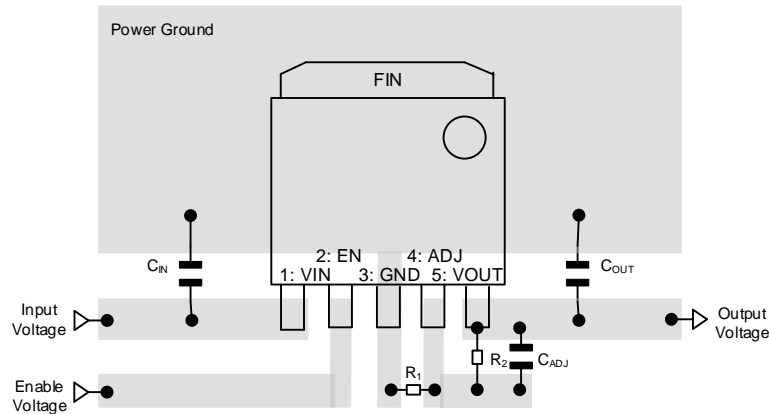 Power Ground
FIN
2: EN 4: ADJ
1: VIN 3: GND 5: VOUT
CIN
COUT
Input
Voltage
Output
Voltage
R1
R2
CADJ
Enable
Voltage